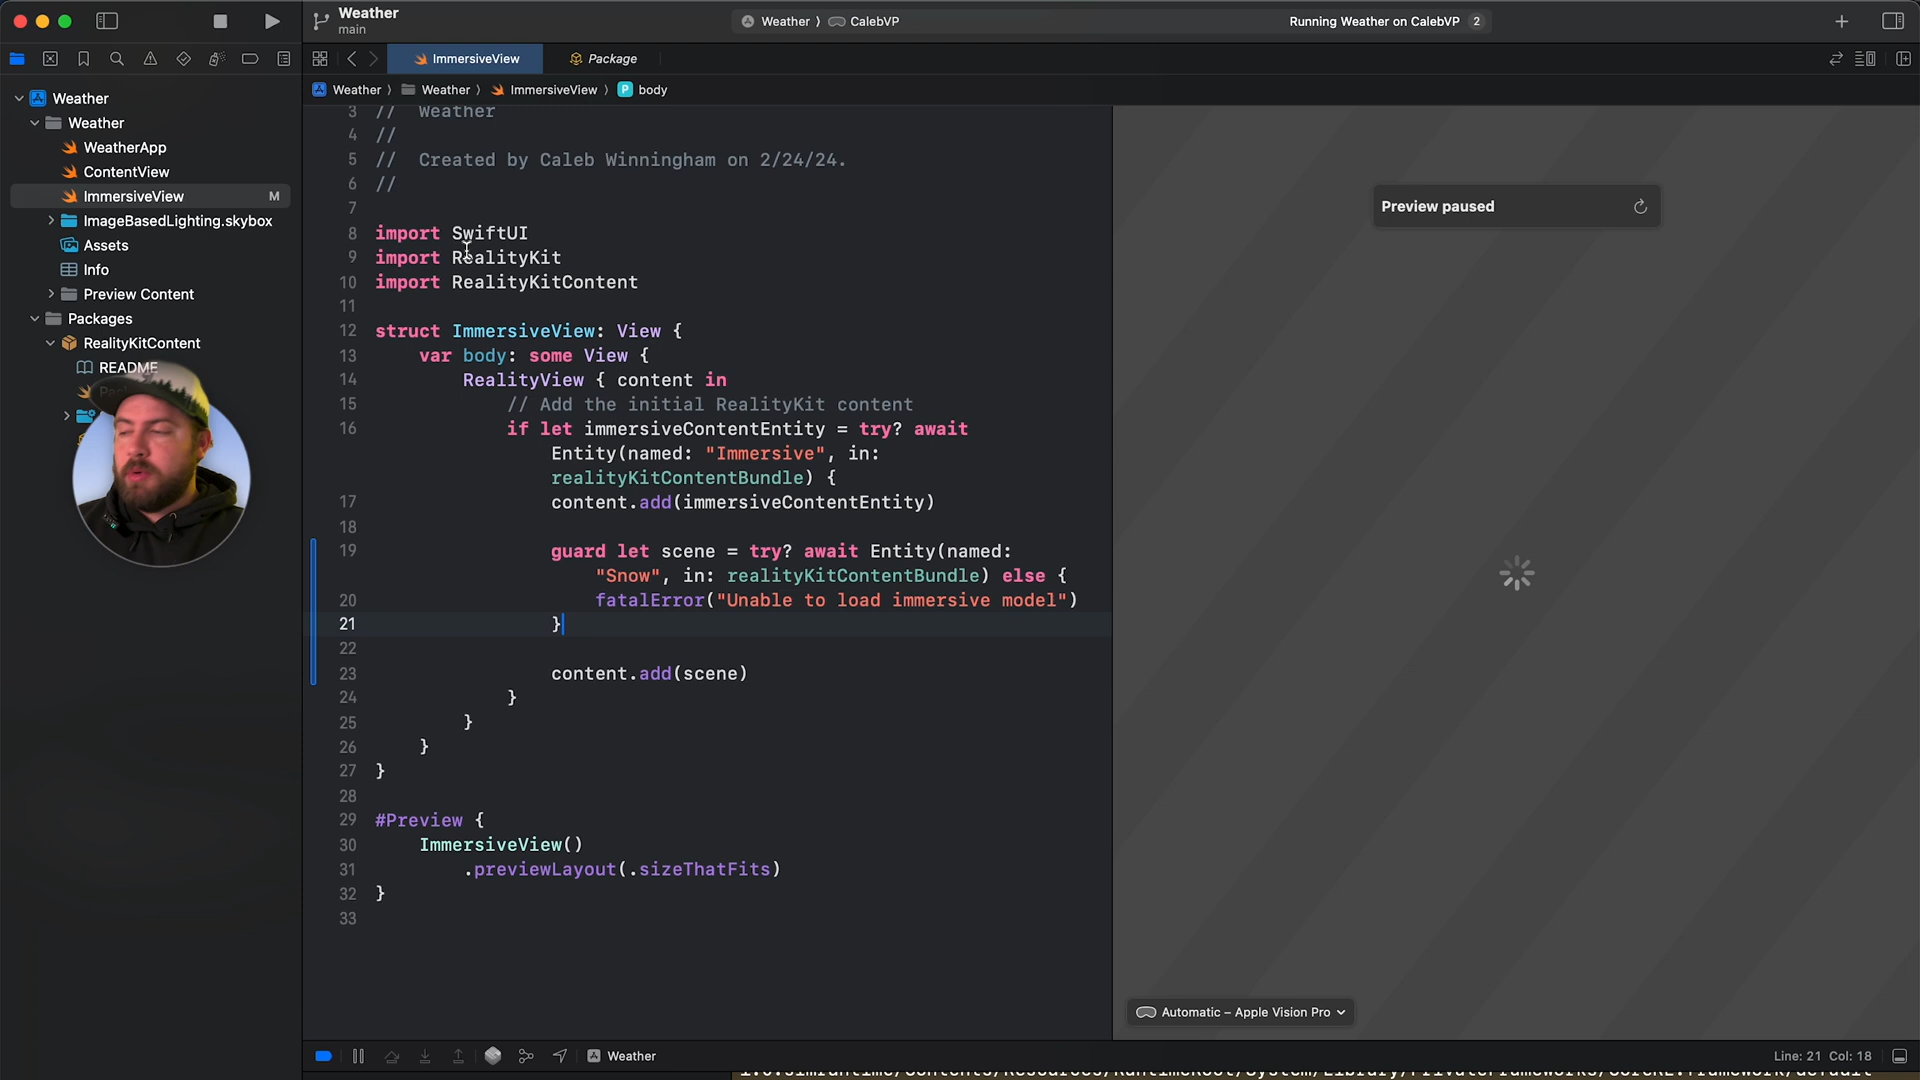 Weather
main
Weather 〉 CalebVP
Running Weather on CalebVP 2
ImmersiveView
Package
Weather 〉 Weather 〉 ImmersiveView 〉 P body
Weather
Weather
WeatherApp
ContentView
ImmersiveView M
ImageBasedLighting.skybox
Assets
Info
Preview Content
Packages
RealityKitContent
README
3 // Weather
4 //
5 // Created by Caleb Winningham on 2/24/24.
6 //
7
8 import SwiftUI
9 import RealityKit
10 import RealityKitContent
11
12 struct ImmersiveView: View {
13 var body: some View {
14 RealityView { content in
15 // Add the initial RealityKit content
16 if let immersiveContentEntity = try? await
Entity(named: "Immersive", in:
realityKitContentBundle) {
17 content.add(immersiveContentEntity)
18
19 guard let scene = try? await Entity(named:
"Snow", in: realityKitContentBundle) else {
20 fatalError("Unable to load immersive model")
21 }
22
23 content.add(scene)
24 }
25 }
26 }
27 }
28
29 #Preview {
30 ImmersiveView()
31 .previewLayout(.sizeThatFits)
32 }
33
Preview paused
Automatic – Apple Vision Pro
Weather
Line: 21 Col: 18